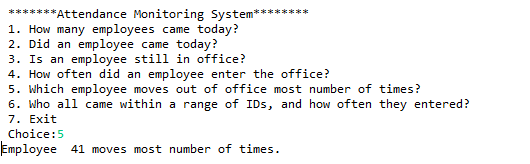 *******Attendance Monitoring System********
1. How many employees came today?
2. Did an employee came today?
3. Is an employee still in office?
4. How often did an employee enter the office?
5. Which employee moves out of office most number of times?
6. Who all came within a range of IDs, and how often they entered?
7. Exit
Choice:5
Employee  41 moves most number of times.